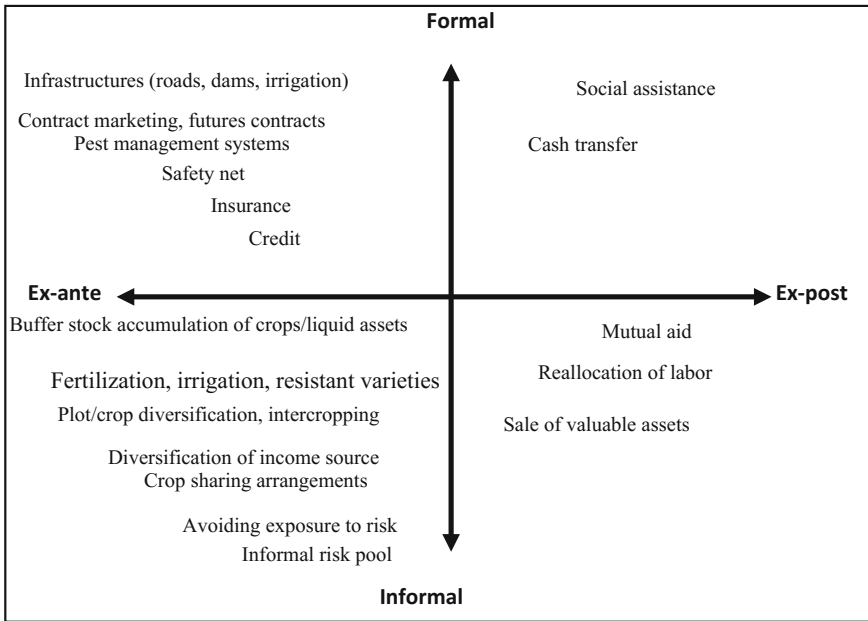 Formal
Infrastructures (roads, dams, irrigation)
Social assistance
Contract marketing, futures contracts
Pest management systems
Cash transfer
Safety net
Insurance
Credit
Ex-ante
Ex-post
Buffer stock accumulation of crops/liquid assets
Mutual aid
Fertilization, irrigation, resistant varieties
Reallocation of labor
Plot/crop diversification, intercropping
Sale of valuable assets
Diversification of income source
Crop sharing arrangements
Avoiding exposure to risk
Informal risk pool
Informal